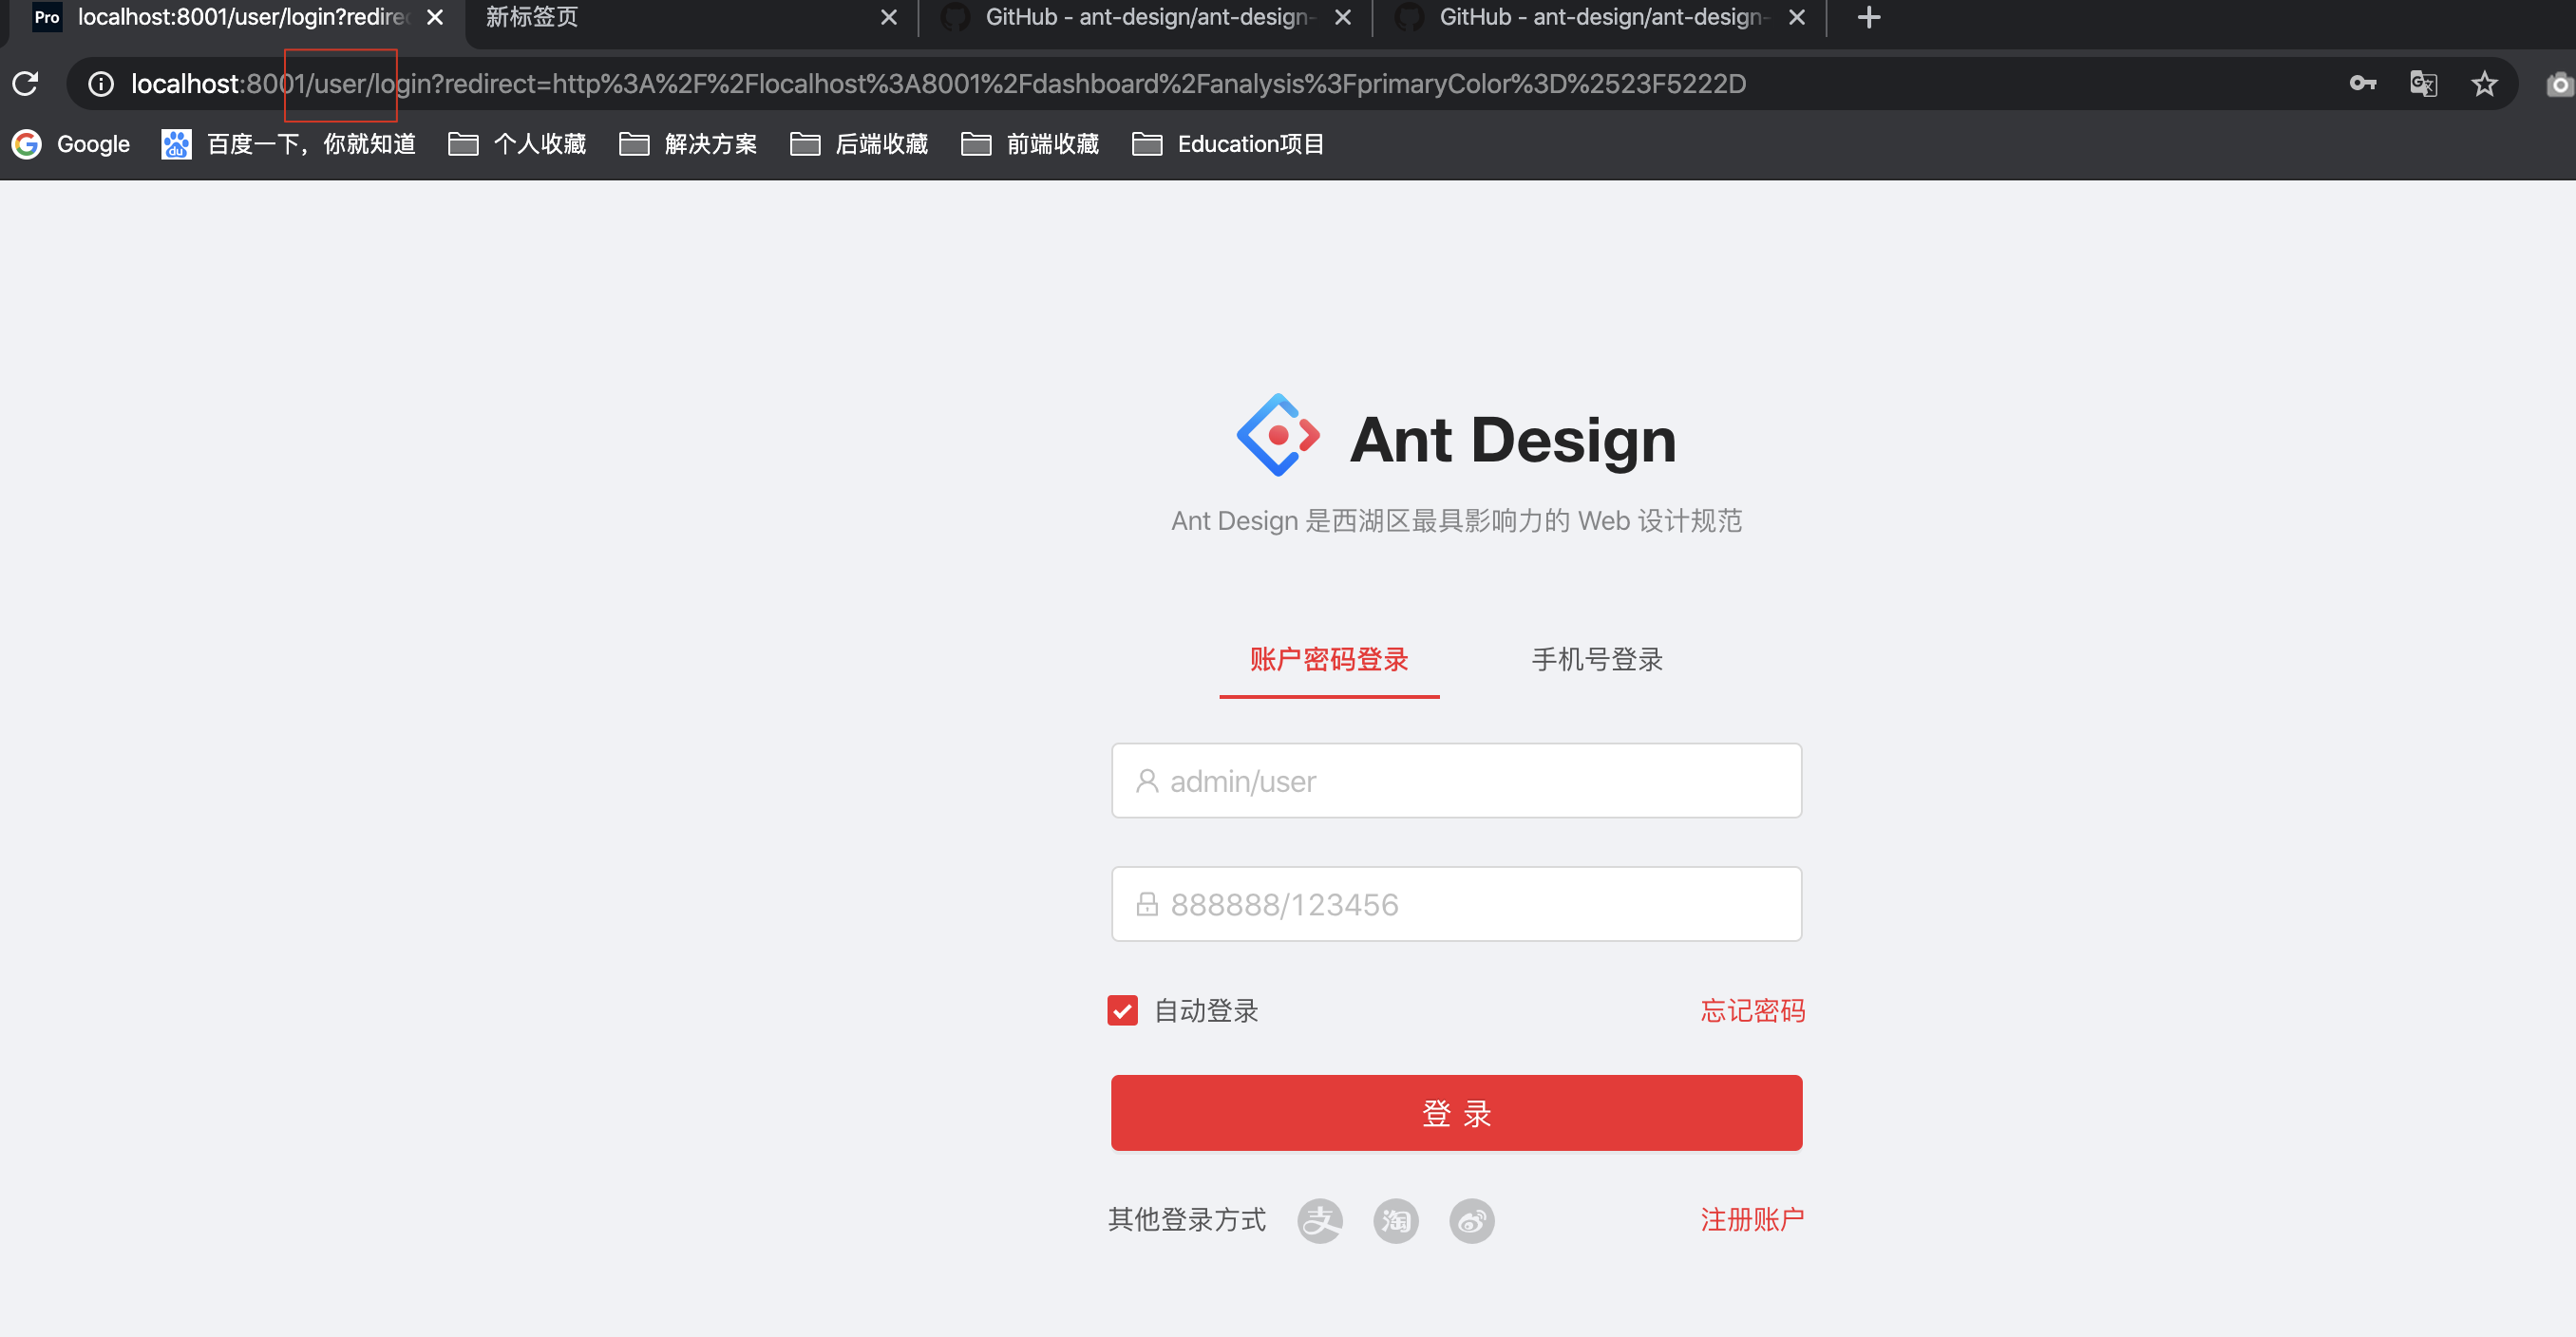 Pro localhost:8001/user/login?redirec 新标签页 GitHub - ant-design/ant-design- GitHub - ant-design/ant-design-
localhost:8001/user/login?redirect=http%3A%2F%2Flocalhost%3A8001%2Fdashboard%2Fanalysis%3FprimaryColor%3D%2523F5222D
Google du 百度一下，你就知道 个人收藏 解决方案 后端收藏 前端收藏 Education项目
Ant Design
Ant Design 是西湖区最具影响力的 Web 设计规范
账户密码登录 手机号登录
admin/user
888888/123456
自动登录 忘记密码
登 录
其他登录方式 支 淘 注册账户